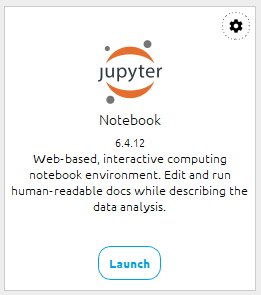 jupyter
Notebook
6.4.12
Web-based, interactive computing
notebook environment. Edit and run
human-readable docs while describing the
data analysis.
Launch